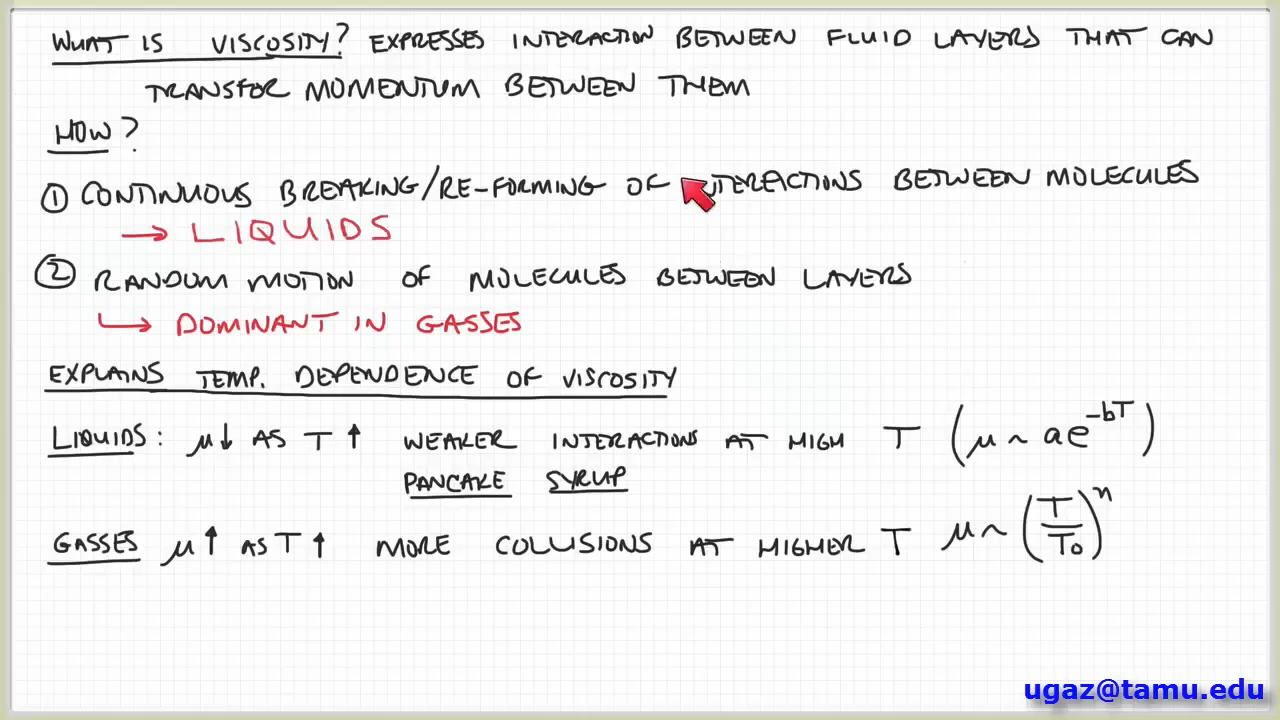 WHAT IS VISCOSITY? EXPRESSES INTERACTION BETWEEN FLUID LAYERS THAT CAN
TRANSFER MOMENTUM BETWEEN THEM
HOW?
① CONTINUOUS BREAKING/RE-FORMING OF INTERACTIONS BETWEEN MOLECULES
→ LIQUIDS
② RANDOM MOTION OF MOLECULES BETWEEN LAYERS
↳ DOMINANT IN GASSES
EXPLAINS TEMP. DEPENDENCE OF VISCOSITY
LIQUIDS: μ↓ AS T ↑ WEAKER INTERACTIONS AT HIGH T (μ ~ ae^-bT)
PANCAKE SYRUP
GASSES μ↑ AS T↑ MORE COLLISIONS AT HIGHER T μ ~ (T/T₀)^n
ugaz@tamu.edu